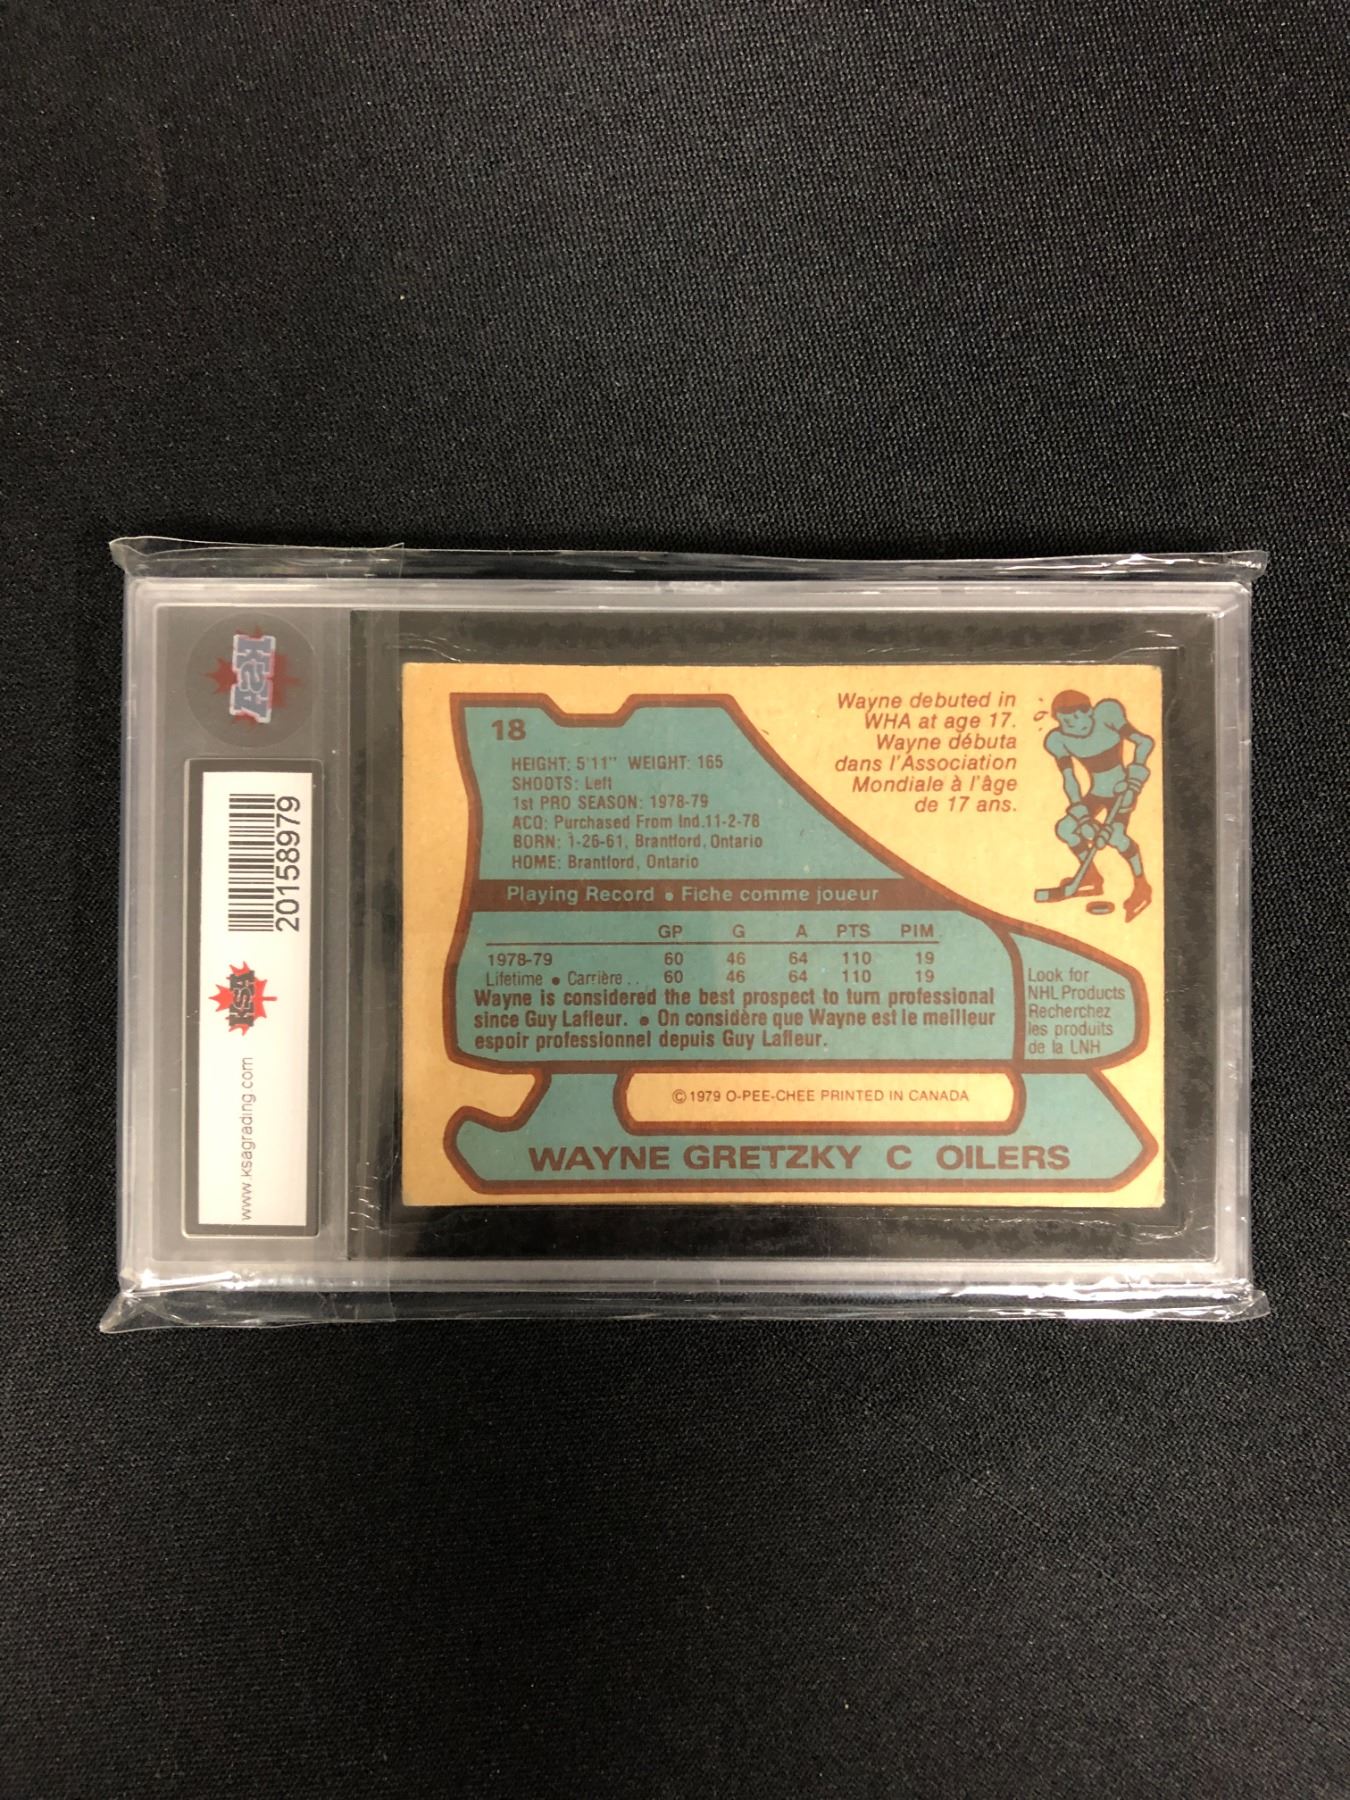 KSA
20158979
KSA
www.ksagrading.com
18
HEIGHT: 5'11" WEIGHT: 165
SHOOTS: Left
1st PRO SEASON: 1978-79
ACQ: Purchased From Ind.11-2-78
BORN: 1-26-61, Brantford, Ontario
HOME: Brantford, Ontario
Wayne debuted in
WHA at age 17.
Wayne débuta
dans l'Association
Mondiale à l'âge
de 17 ans.
Playing Record • Fiche comme joueur
GP G A PTS PIM
1978-79 60 46 64 110 19
Lifetime • Carrière .. 60 46 64 110 19
Wayne is considered the best prospect to turn professional
since Guy Lafleur. • On considère que Wayne est le meilleur
espoir professionnel depuis Guy Lafleur.
Look for
NHL Products
Recherchez
les produits
de la LNH
© 1979 O-PEE-CHEE PRINTED IN CANADA
WAYNE GRETZKY C OILERS